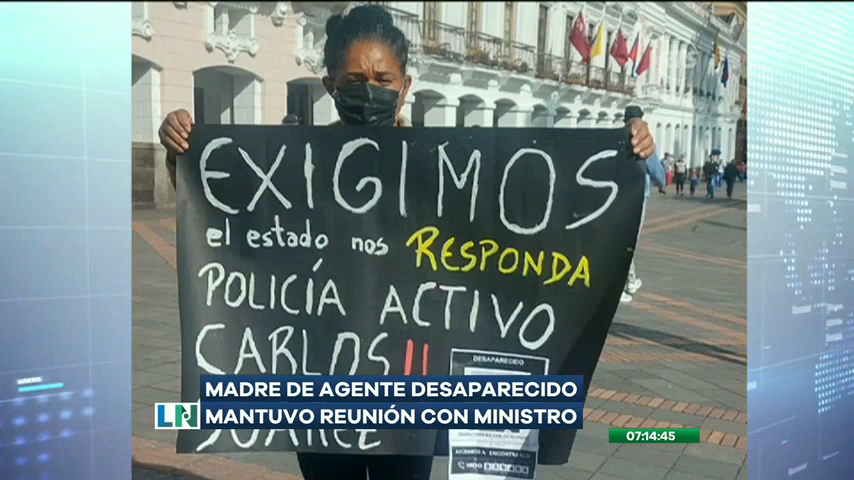 EXIGIMOS
el estado nos RESPONDA
POLICÍA ACTIVO
CARLOS!!
DESAPARECIDO
MADRE DE AGENTE DESAPARECIDO
MANTUVO REUNIÓN CON MINISTRO
LR
07:14:45